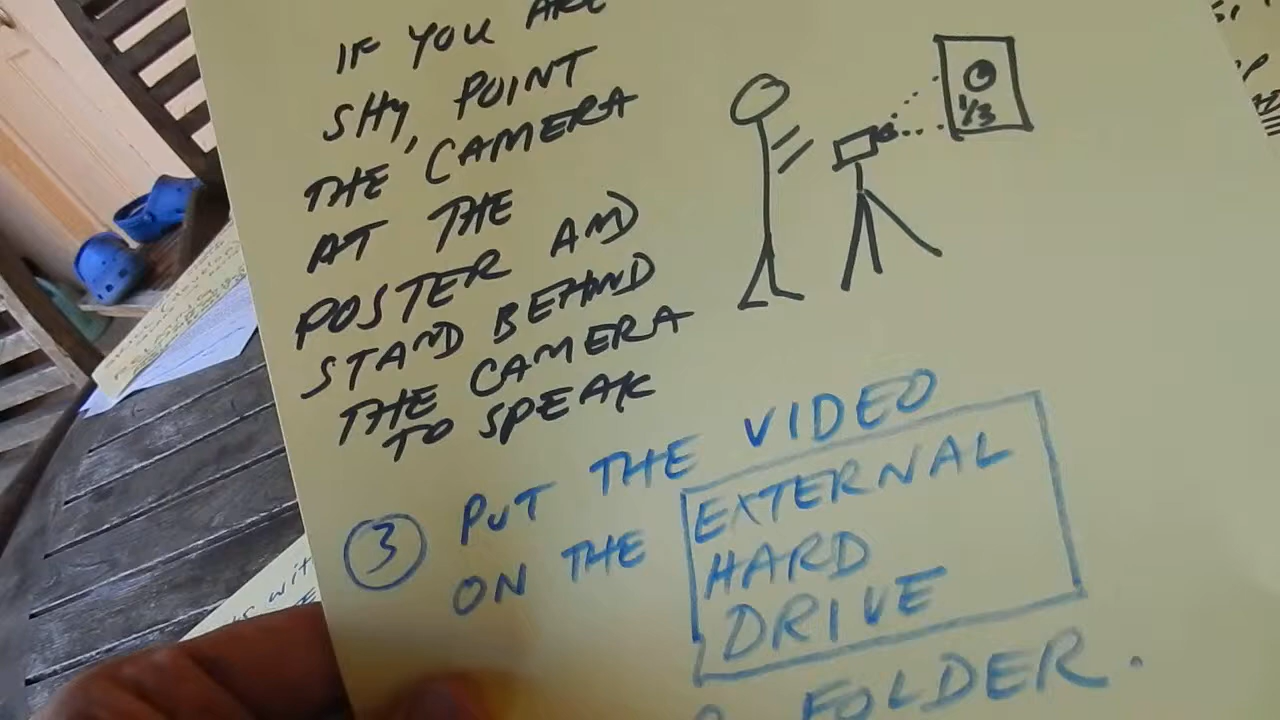 IF YOU ARE
SHY, POINT
THE CAMERA
AT THE
POSTER AND
STAND BEHIND
THE CAMERA
TO SPEAK
1/3
3 PUT THE VIDEO
ON THE EXTERNAL
HARD
DRIVE
FOLDER.